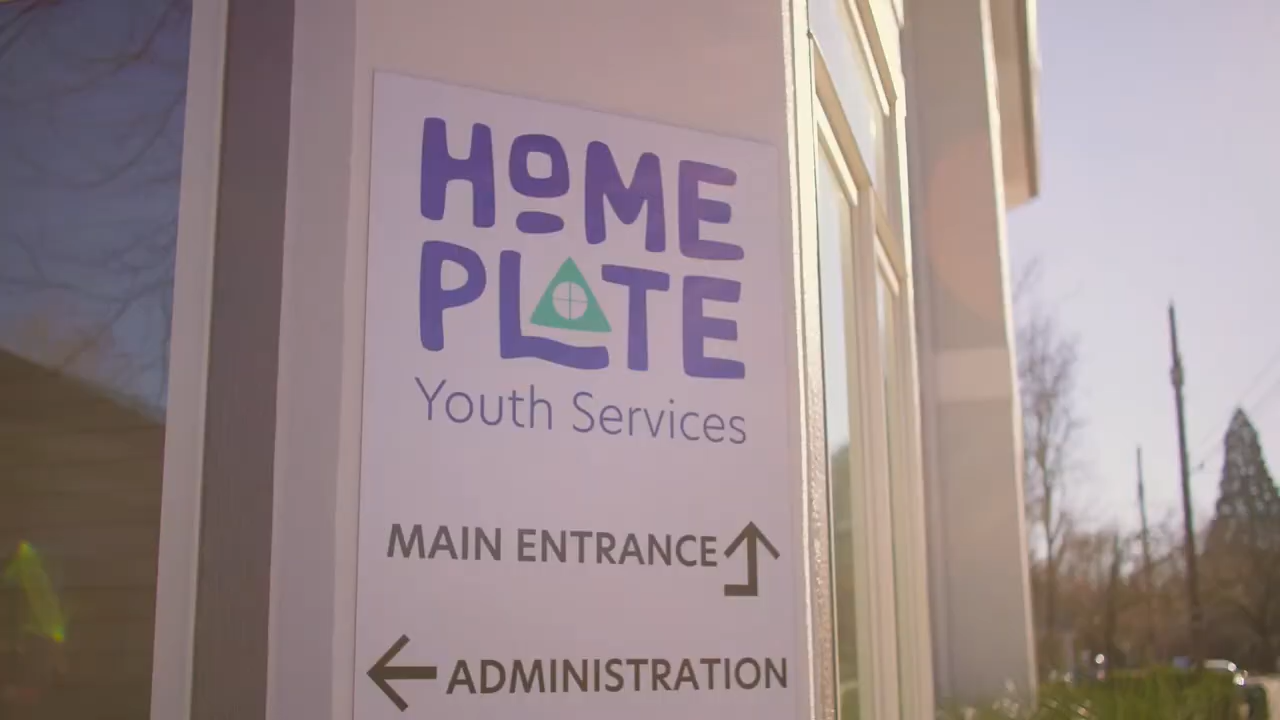 HOME
PLATE
Youth Services
MAIN ENTRANCE
ADMINISTRATION